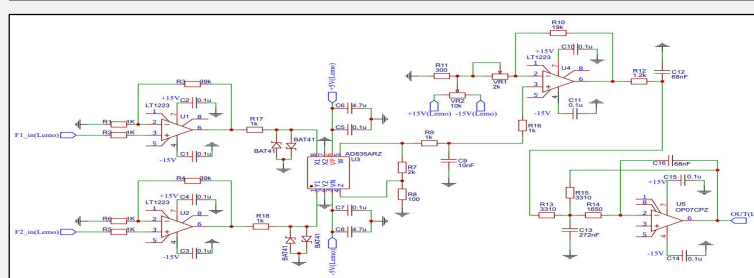 R10
19k
+15V
C10 0.1u
LT1223
U4
R11
300
VR1
2k
VR2
10k
+15V(Lemo)
-15V(Lemo)
C11
0.1u
-15V
R12
1.2k
C12
68nF
R3 39k
LT1223
+15V
C2 0.1u
U1
R1 1K
R2 1K
F1_in(Lemo)
C1 0.1u
-15V
R17
1k
BAT41
BAT41
+5V(Lemo)
C6 4.7u
C5 0.1u
X1 X2 VP W
AD835ARZ
U3
Y1 Y2 VN Z
R9
1k
R7
2k
R8
100
C9
10nF
R16
1k
R4 39k
LT1223
+15V
C4 0.1u
U2
R6 1K
R5 1K
F2_in(Lemo)
C3 0.1u
-15V
R18
1k
BAT41
BAT41
C7 0.1u
C8 4.7u
-5V(Lemo)
C16 68nF
C15 0.1u
+15V
R15
3310
R13
3310
R14
1650
C13
272nF
U5
OP07CPZ
OUT(L
-15V
C14 0.1u